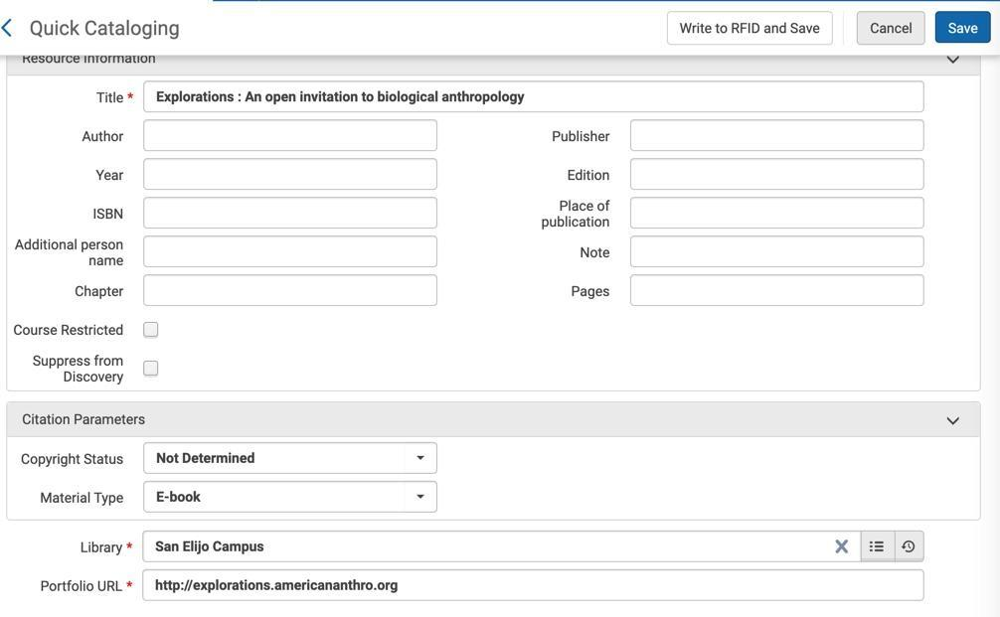 Quick Cataloging
Write to RFID and Save
Cancel
Save
Resource Information
Title *
Explorations : An open invitation to biological anthropology
Author
Publisher
Year
Edition
ISBN
Place of
publication
Additional person
name
Note
Chapter
Pages
Course Restricted
Suppress from
Discovery
Citation Parameters
Copyright Status
Not Determined
Material Type
E-book
Library *
San Elijo Campus
Portfolio URL *
http://explorations.americananthro.org